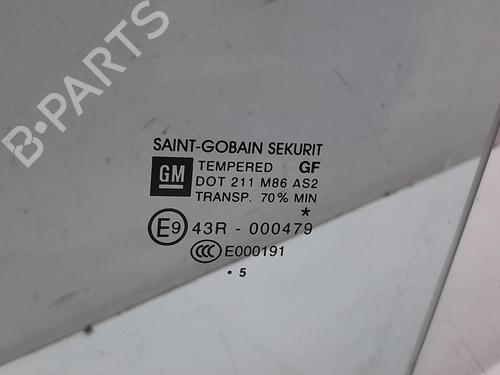 B-PARTS
SAINT-GOBAIN SEKURIT
GM TEMPERED GF
DOT 211 M86 AS2
TRANSP. 70% MIN
*
E9 43R - 000479
CCC E000191
• 5